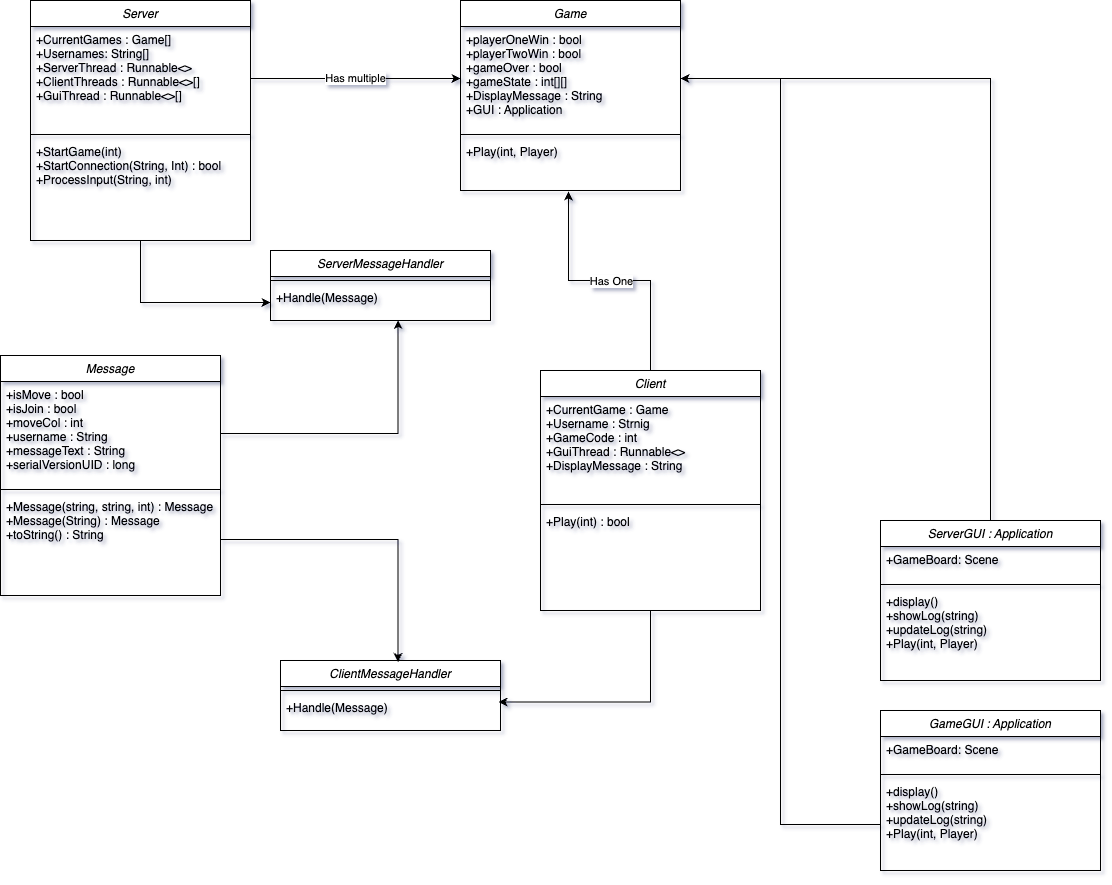 Server
+CurrentGames : Game[]
+Usernames: String[]
+ServerThread : Runnable<>
+ClientThreads : Runnable<>[]
+GuiThread : Runnable<>[]
+StartGame(int)
+StartConnection(String, Int) : bool
+ProcessInput(String, int)
Has multiple
Game
+playerOneWin : bool
+playerTwoWin : bool
+gameOver : bool
+gameState : int[][]
+DisplayMessage : String
+GUI : Application
+Play(int, Player)
ServerMessageHandler
+Handle(Message)
Has One
Message
+isMove : bool
+isJoin : bool
+moveCol : int
+username : String
+messageText : String
+serialVersionUID : long
+Message(string, string, int) : Message
+Message(String) : Message
+toString() : String
Client
+CurrentGame : Game
+Username : Strnig
+GameCode : int
+GuiThread : Runnable<>
+DisplayMessage : String
+Play(int) : bool
ClientMessageHandler
+Handle(Message)
ServerGUI : Application
+GameBoard: Scene
+display()
+showLog(string)
+updateLog(string)
+Play(int, Player)
GameGUI : Application
+GameBoard: Scene
+display()
+showLog(string)
+updateLog(string)
+Play(int, Player)